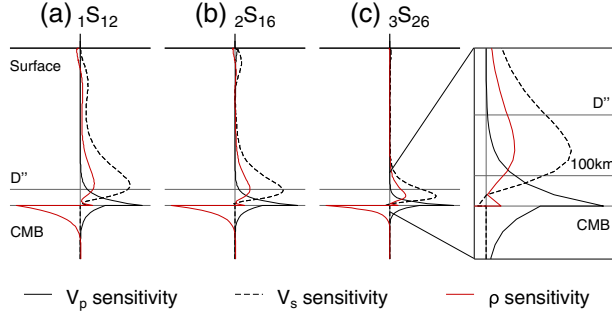 (a) ₁S₁₂
(b) ₂S₁₆
(c) ₃S₂₆
Surface
D''
D''
100km
CMB
CMB
Vₚ sensitivity
Vₛ sensitivity
ρ sensitivity